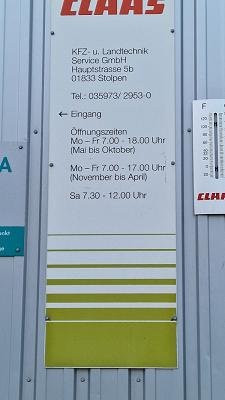 CLAAS
KFZ- u. Landtechnik
Service GmbH
Hauptstrasse 5b
01833 Stolpen
Tel.: 035973/ 2953-0
← Eingang
Öffnungszeiten
Mo – Fr 7.00 - 18.00 Uhr
(Mai bis Oktober)
Mo – Fr 7.00 - 17.00 Uhr
(November bis April)
Sa 7.30 - 12.00 Uhr
F
CLAAS
A